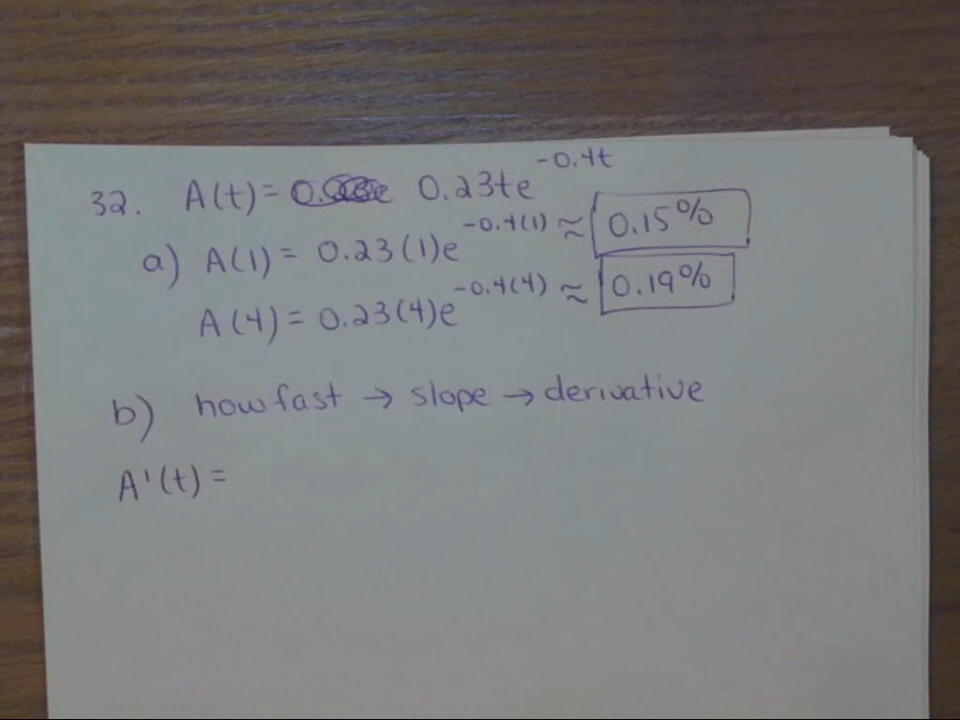 32. A(t) = 0.23te^-0.4t
a) A(1) = 0.23(1)e^-0.4(1) ≈ 0.15%
A(4) = 0.23(4)e^-0.4(4) ≈ 0.19%
b) how fast → slope → derivative
A'(t) =